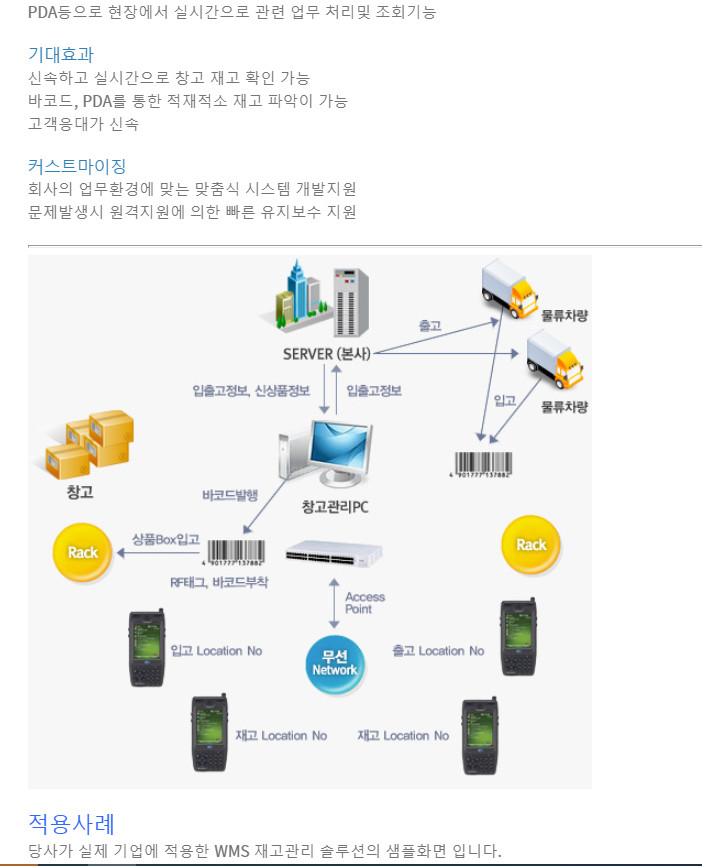 PDA등으로 현장에서 실시간으로 관련 업무 처리및 조회기능
기대효과
신속하고 실시간으로 창고 재고 확인 가능
바코드, PDA를 통한 적재적소 재고 파악이 가능
고객응대가 신속
커스트마이징
회사의 업무환경에 맞는 맞춤식 시스템 개발지원
문제발생시 원격지원에 의한 빠른 유지보수 지원
물류차량
출고
SERVER (본사)
입출고정보, 신상품정보
입출고정보
입고
물류차량
4 901777 137882
창고
바코드발행
창고관리PC
Rack
상품Box입고
4 901777 137882
Rack
RF태그, 바코드부착
Access
Point
무선
Network
입고 Location No
출고 Location No
재고 Location No
재고 Location No
적용사례
당사가 실제 기업에 적용한 WMS 재고관리 솔루션의 샘플화면 입니다.